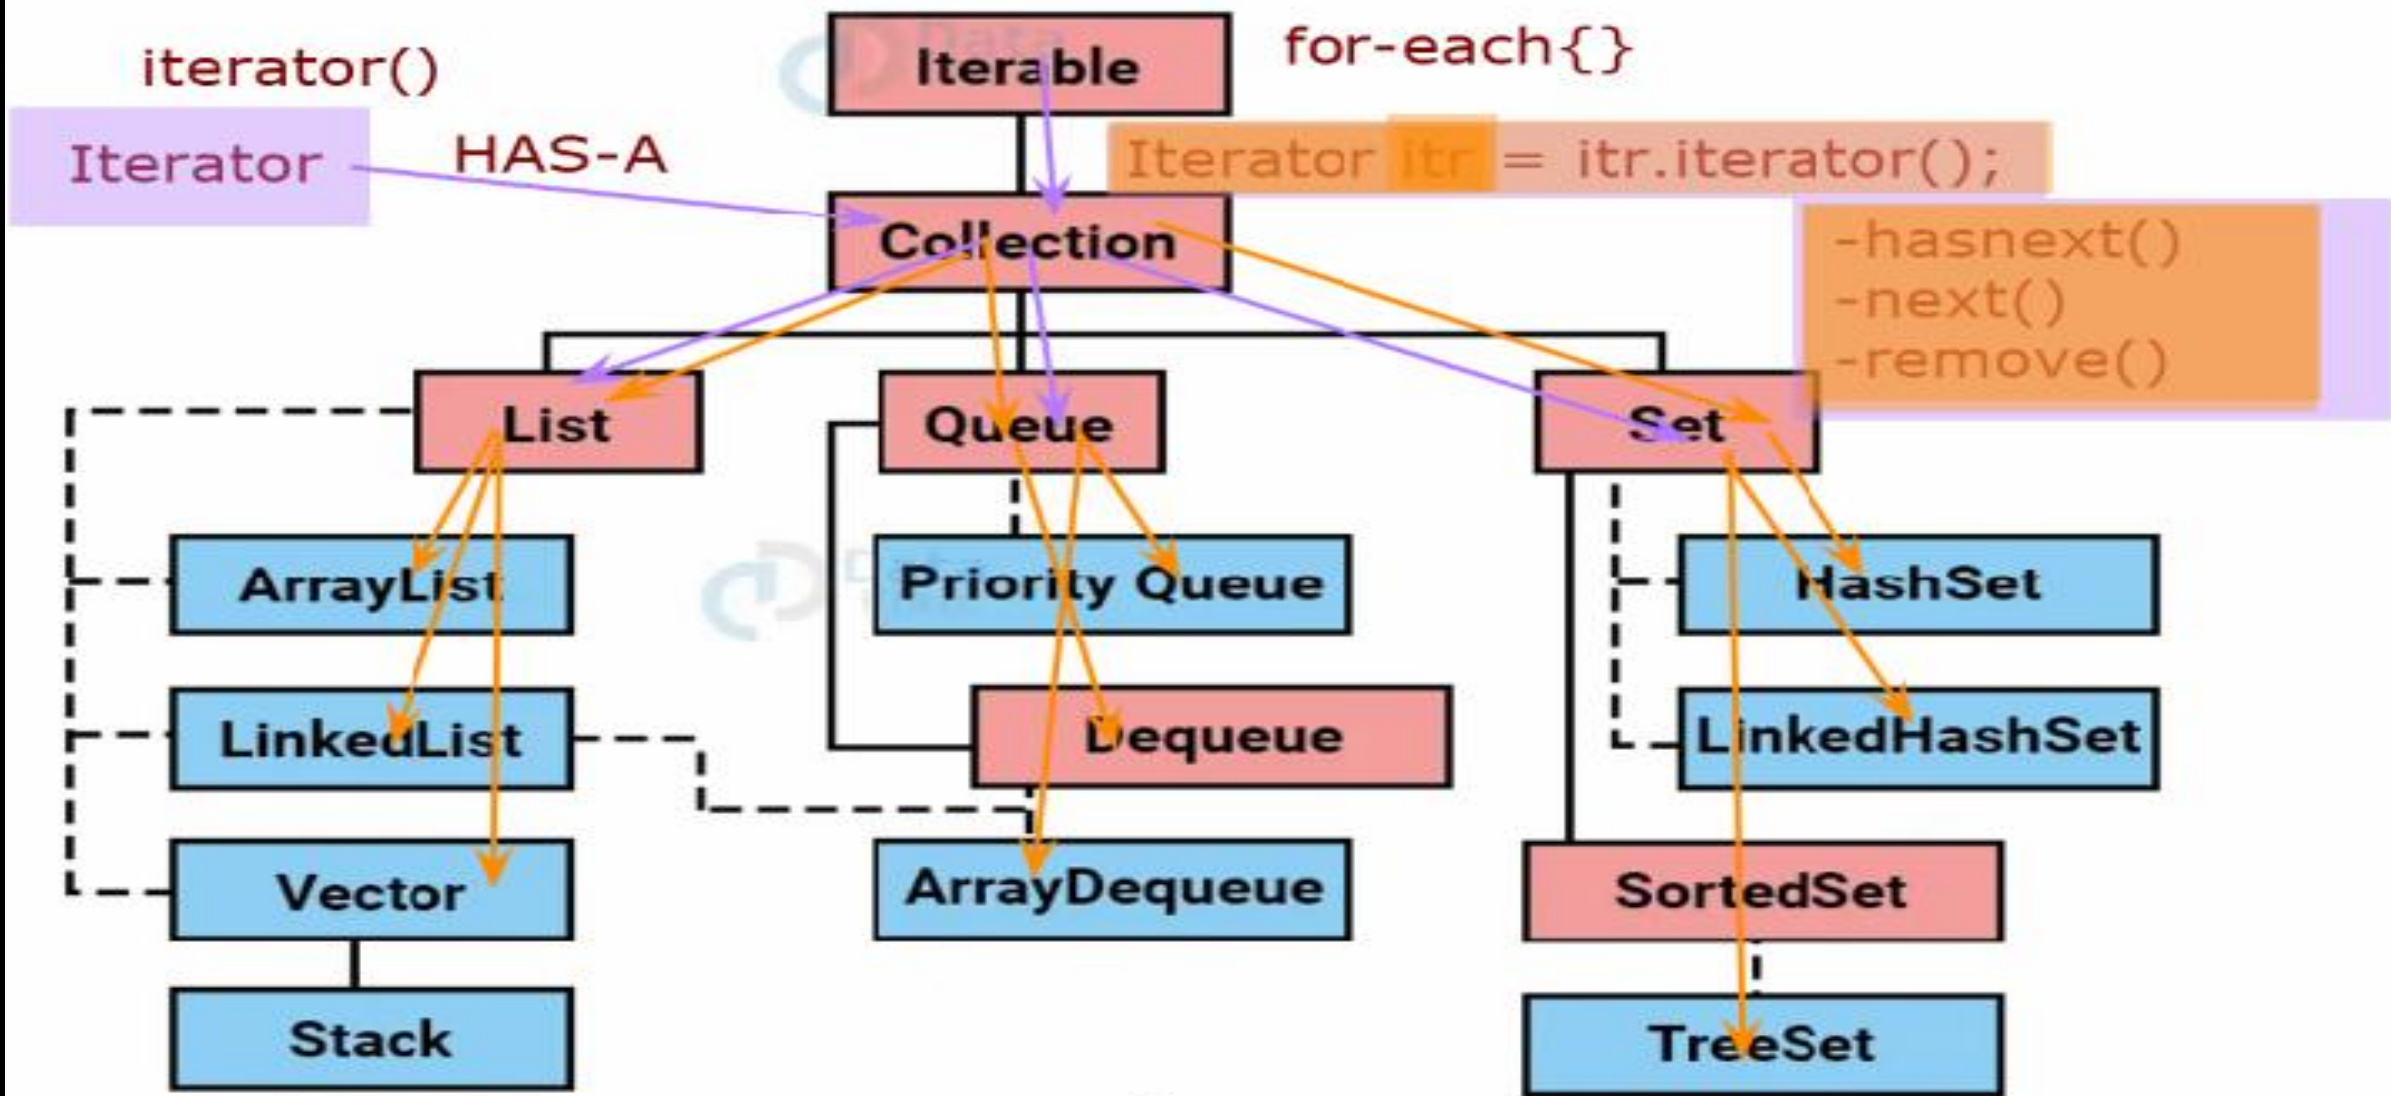 iterator()
Iterable
for-each{}
Iterator
HAS-A
Iterator itr = itr.iterator();
Collection
-hasnext()
-next()
-remove()
List
Queue
Set
ArrayList
Priority Queue
HashSet
LinkedList
Dequeue
LinkedHashSet
Vector
ArrayDequeue
SortedSet
Stack
TreeSet